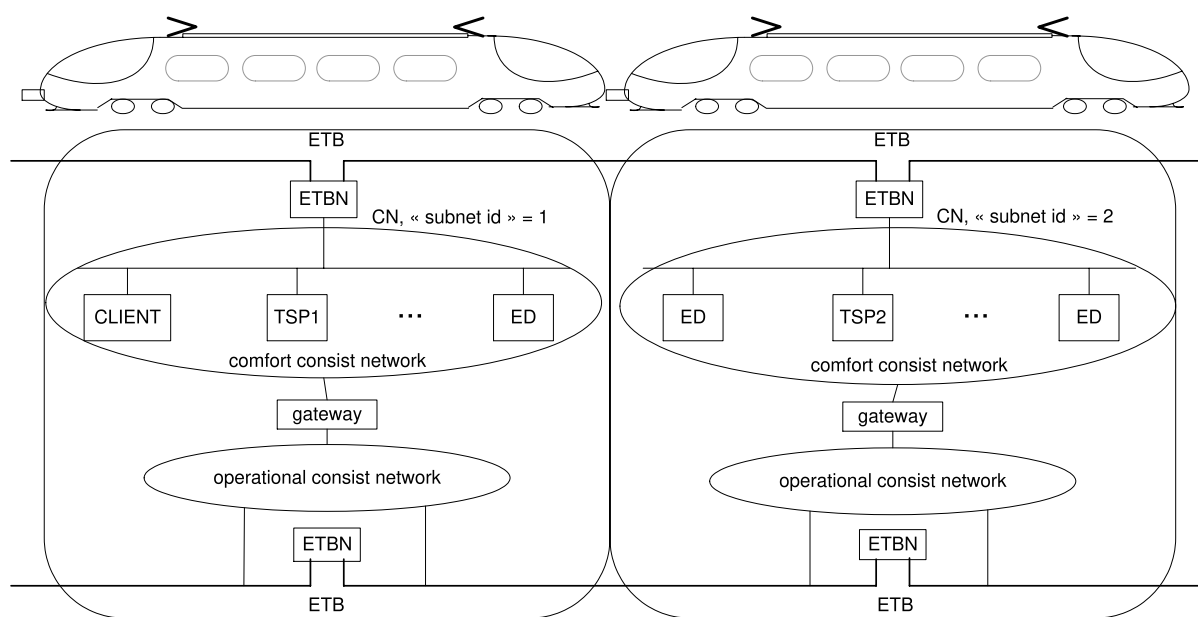 ETB
ETB
ETBN
ETBN
CN, « subnet id » = 1
CN, « subnet id » = 2
CLIENT
TSP1
...
ED
ED
TSP2
...
ED
comfort consist network
comfort consist network
gateway
gateway
operational consist network
operational consist network
ETBN
ETBN
ETB
ETB